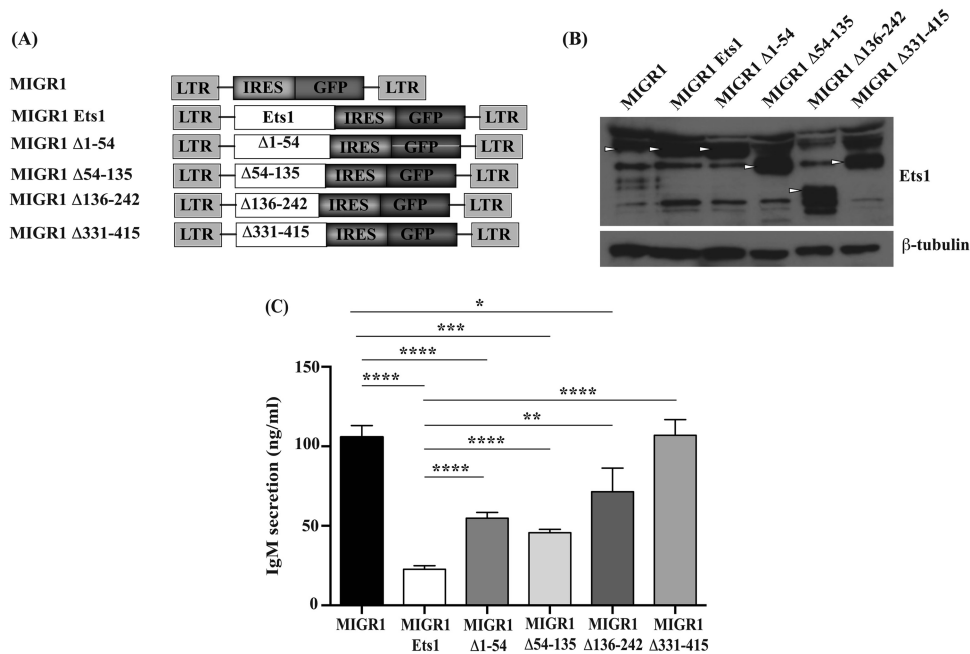 (A)
MIGR1 LTR IRES GFP LTR
MIGR1 Ets1 LTR Ets1 IRES GFP LTR
MIGR1 Δ1-54 LTR Δ1-54 IRES GFP LTR
MIGR1 Δ54-135 LTR Δ54-135 IRES GFP LTR
MIGR1 Δ136-242 LTR Δ136-242 IRES GFP LTR
MIGR1 Δ331-415 LTR Δ331-415 IRES GFP LTR
(B)
MIGR1
MIGR1 Ets1
MIGR1 Δ1-54
MIGR1 Δ54-135
MIGR1 Δ136-242
MIGR1 Δ331-415
Ets1
β-tubulin
(C)
*
***
****
**** ****
**
****
****
IgM secretion (ng/ml)
150
100
50
0
MIGR1 MIGR1 MIGR1 MIGR1 MIGR1 MIGR1
Ets1 Δ1-54 Δ54-135 Δ136-242 Δ331-415